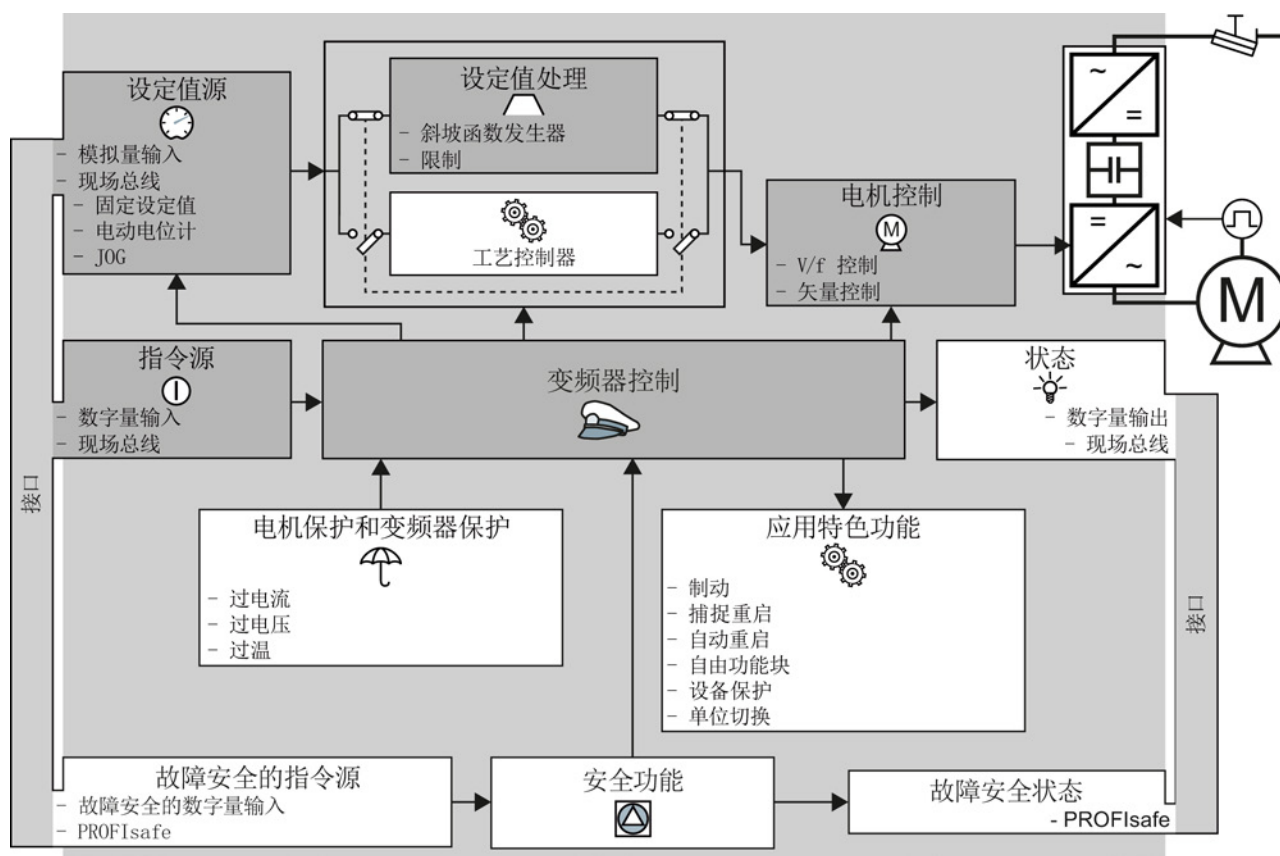 设定值源
- 模拟量输入
- 现场总线
- 固定设定值
- 电动电位计
- JOG
设定值处理
- 斜坡函数发生器
- 限制
工艺控制器
电机控制
M
- V/f 控制
- 矢量控制
~
=
=
~
M
指令源
- 数字量输入
- 现场总线
变频器控制
状态
- 数字量输出
- 现场总线
接口
电机保护和变频器保护
- 过电流
- 过电压
- 过温
应用特色功能
- 制动
- 捕捉重启
- 自动重启
- 自由功能块
- 设备保护
- 单位切换
接口
故障安全的指令源
- 故障安全的数字量输入
- PROFIsafe
安全功能
故障安全状态
- PROFIsafe